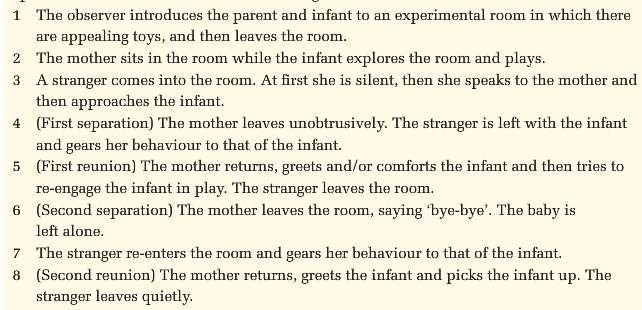 1 The observer introduces the parent and infant to an experimental room in which there
are appealing toys, and then leaves the room.
2 The mother sits in the room while the infant explores the room and plays.
3 A stranger comes into the room. At first she is silent, then she speaks to the mother and
then approaches the infant.
4 (First separation) The mother leaves unobtrusively. The stranger is left with the infant
and gears her behaviour to that of the infant.
5 (First reunion) The mother returns, greets and/or comforts the infant and then tries to
re-engage the infant in play. The stranger leaves the room.
6 (Second separation) The mother leaves the room, saying ‘bye-bye’. The baby is
left alone.
7 The stranger re-enters the room and gears her behaviour to that of the infant.
8 (Second reunion) The mother returns, greets the infant and picks the infant up. The
stranger leaves quietly.